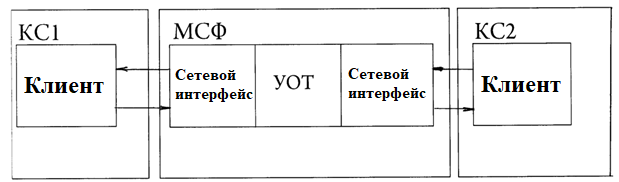 КС1
МСФ
КС2
Клиент
Сетевой
интерфейс
УОТ
Сетевой
интерфейс
Клиент